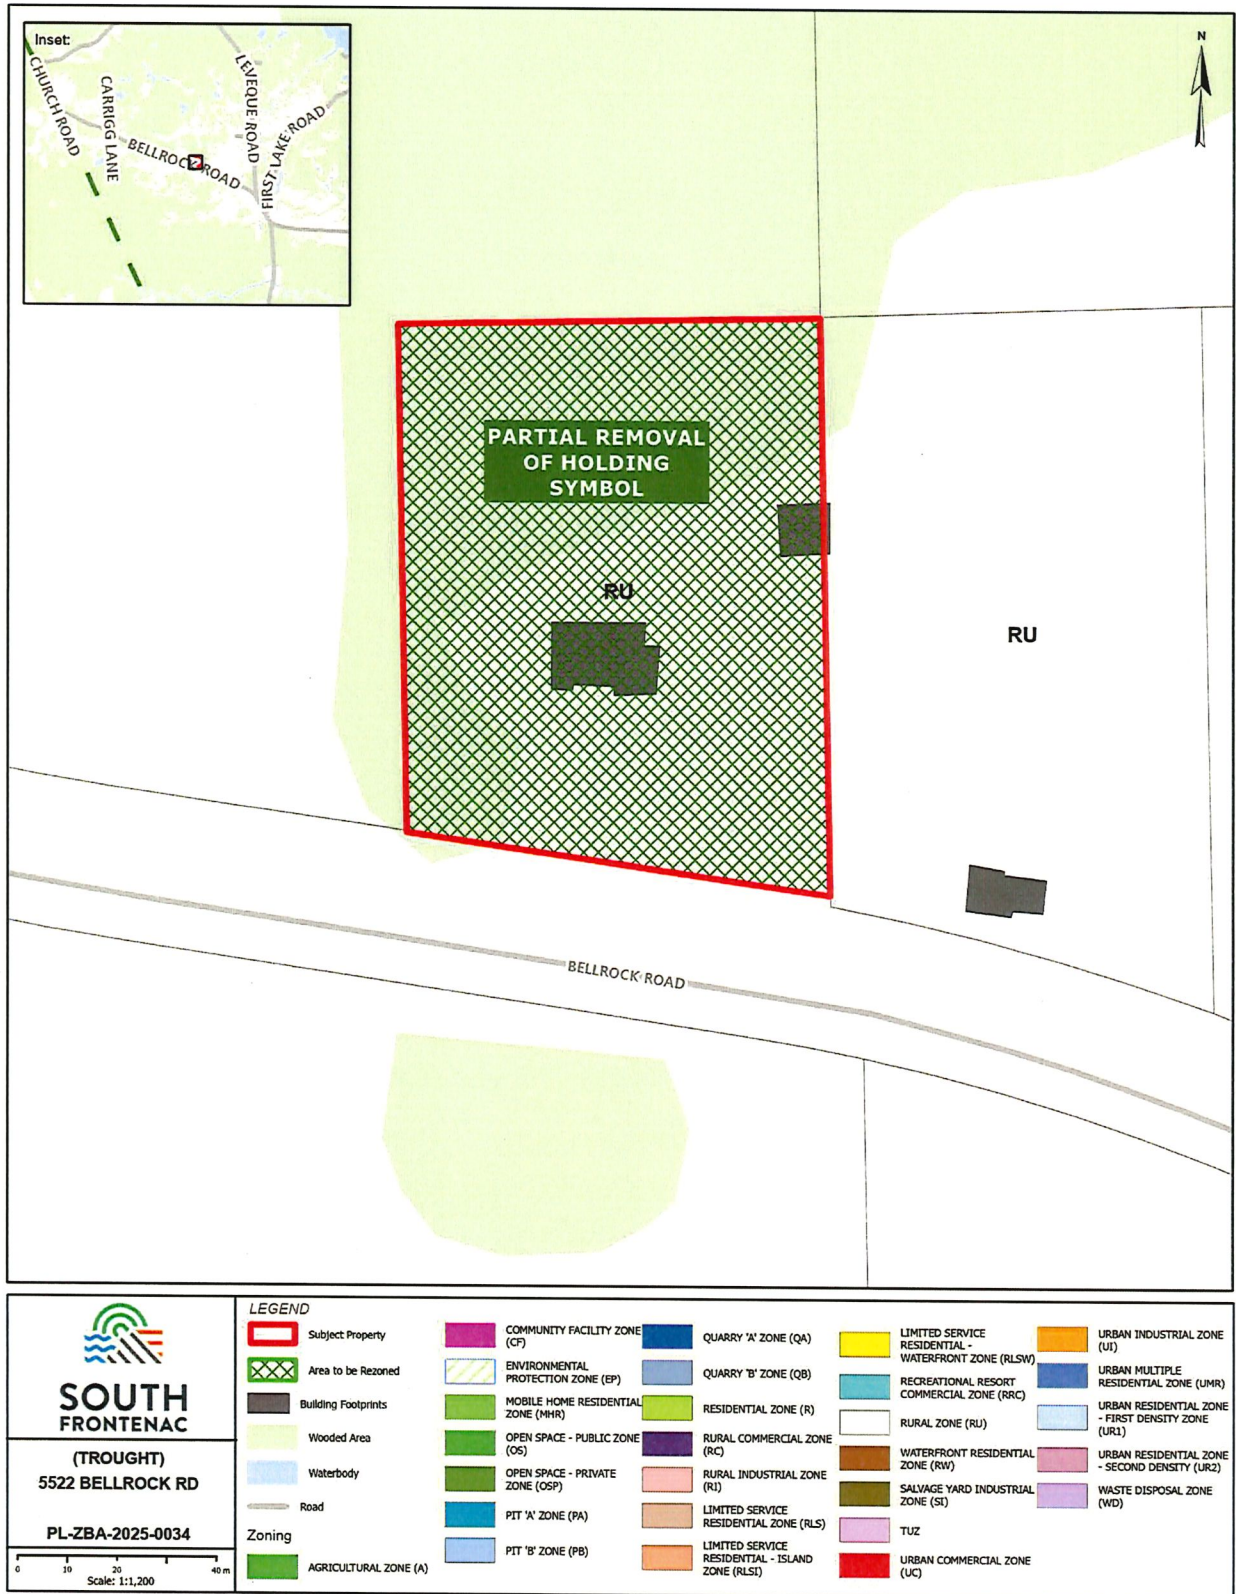 Inset:
CHURCH ROAD
CARRIGG LANE
LEVEQUE ROAD
FIRST LAKE ROAD
BELLROCK ROAD
N
PARTIAL REMOVAL
OF HOLDING
SYMBOL
RU
RU
BELLROCK ROAD
SOUTH
FRONTENAC
(TROUGHT)
5522 BELLROCK RD
PL-ZBA-2025-0034
0 10 20 40 m
Scale: 1:1,200
LEGEND
Subject Property
Area to be Rezoned
Building Footprints
Wooded Area
Waterbody
Road
Zoning
AGRICULTURAL ZONE (A)
COMMUNITY FACILITY ZONE
(CF)
ENVIRONMENTAL
PROTECTION ZONE (EP)
MOBILE HOME RESIDENTIAL
ZONE (MHR)
OPEN SPACE - PUBLIC ZONE
(OS)
OPEN SPACE - PRIVATE
ZONE (OSP)
PIT 'A' ZONE (PA)
PIT 'B' ZONE (PB)
QUARRY 'A' ZONE (QA)
QUARRY 'B' ZONE (QB)
RESIDENTIAL ZONE (R)
RURAL COMMERCIAL ZONE
(RC)
RURAL INDUSTRIAL ZONE
(RI)
LIMITED SERVICE
RESIDENTIAL ZONE (RLS)
LIMITED SERVICE
RESIDENTIAL - ISLAND
ZONE (RLSI)
LIMITED SERVICE
RESIDENTIAL -
WATERFRONT ZONE (RLSW)
RECREATIONAL RESORT
COMMERCIAL ZONE (RRC)
RURAL ZONE (RU)
WATERFRONT RESIDENTIAL
ZONE (RW)
SALVAGE YARD INDUSTRIAL
ZONE (SI)
TUZ
URBAN COMMERCIAL ZONE
(UC)
URBAN INDUSTRIAL ZONE
(UI)
URBAN MULTIPLE
RESIDENTIAL ZONE (UMR)
URBAN RESIDENTIAL ZONE
- FIRST DENSITY ZONE
(UR1)
URBAN RESIDENTIAL ZONE
- SECOND DENSITY (UR2)
WASTE DISPOSAL ZONE
(WD)